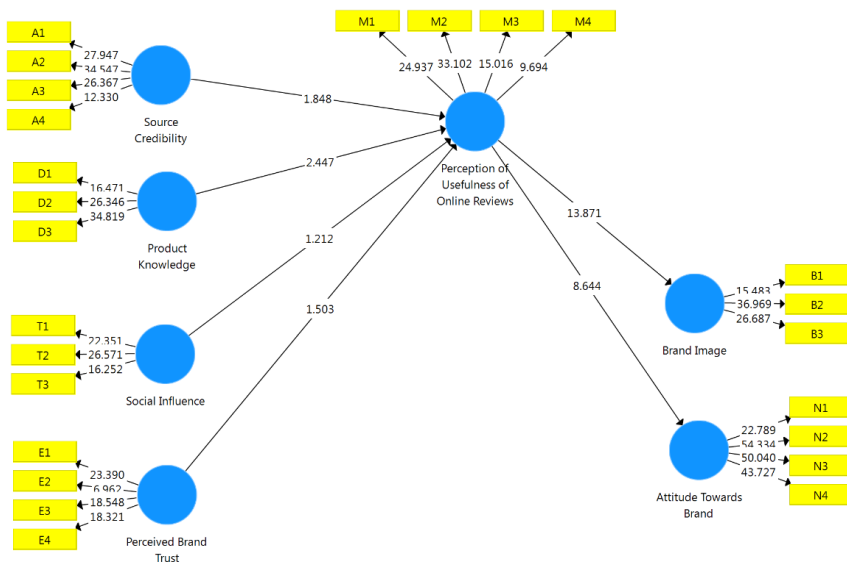 M1
M2
M3
M4
24.937
33.102
15.016
9.694
A1
A2
A3
A4
27.947
34.547
26.367
12.330
Source
Credibility
1.848
Perception of
Usefulness of
Online Reviews
D1
D2
D3
16.471
26.346
34.819
Product
Knowledge
2.447
T1
T2
T3
22.351
26.571
16.252
Social Influence
1.212
E1
E2
E3
E4
23.390
6.962
18.548
18.321
Perceived Brand
Trust
1.503
13.871
8.644
B1
B2
B3
15.483
36.969
26.687
Brand Image
N1
N2
N3
N4
22.789
54.334
50.040
43.727
Attitude Towards
Brand